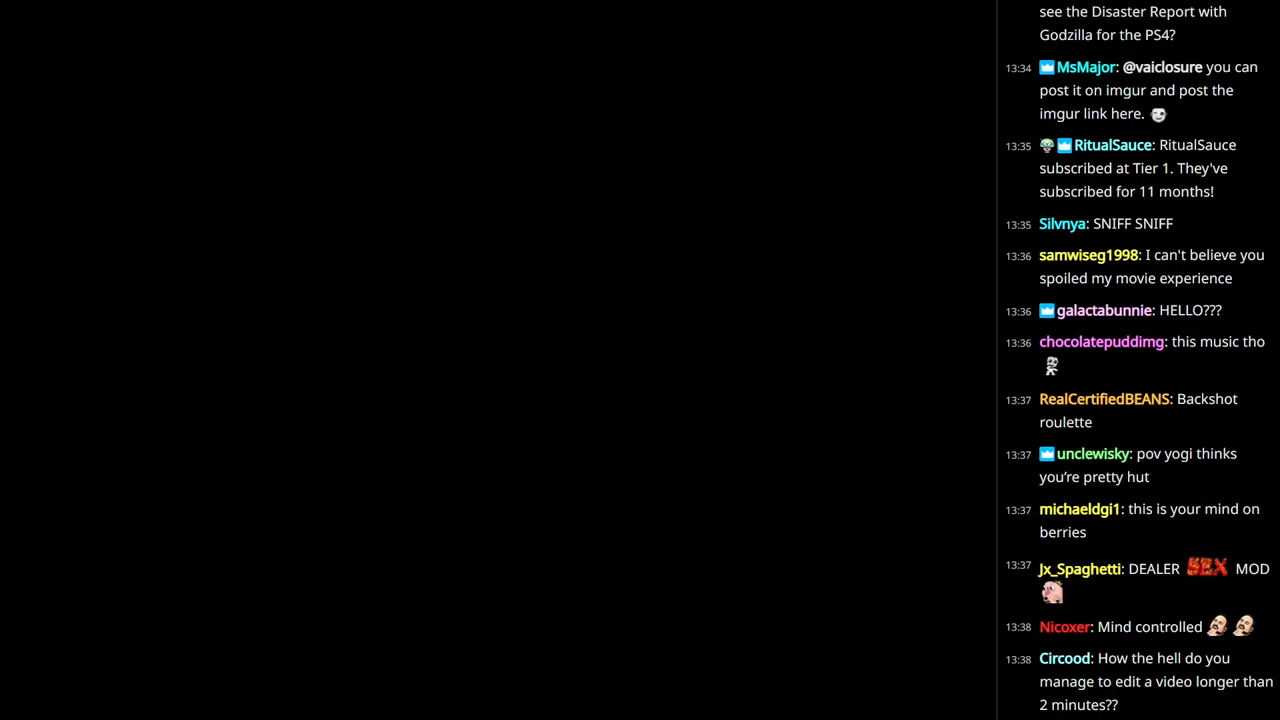 see the Disaster Report with
Godzilla for the PS4?
13:34 MsMajor: @vaiclosure you can
post it on imgur and post the
imgur link here.
13:35 RitualSauce: RitualSauce
subscribed at Tier 1. They've
subscribed for 11 months!
13:35 Silvnya: SNIFF SNIFF
13:36 samwiseg1998: I can't believe you
spoiled my movie experience
13:36 galactabunnie: HELLO???
13:36 chocolatepuddimg: this music tho
13:37 RealCertifiedBEANS: Backshot
roulette
13:37 unclewisky: pov yogi thinks
you’re pretty hut
13:37 michaeldgi1: this is your mind on
berries
13:37 Jx_Spaghetti: DEALER SEX MOD
13:38 Nicoxer: Mind controlled
13:38 Circood: How the hell do you
manage to edit a video longer than
2 minutes??